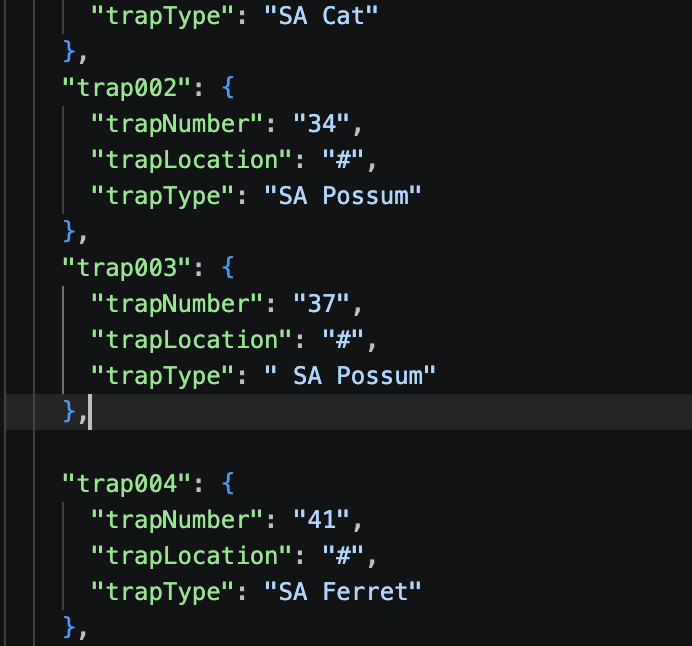 "trapType": "SA Cat"
},
"trap002": {
"trapNumber": "34",
"trapLocation": "#",
"trapType": "SA Possum"
},
"trap003": {
"trapNumber": "37",
"trapLocation": "#",
"trapType": " SA Possum"
},
"trap004": {
"trapNumber": "41",
"trapLocation": "#",
"trapType": "SA Ferret"
},